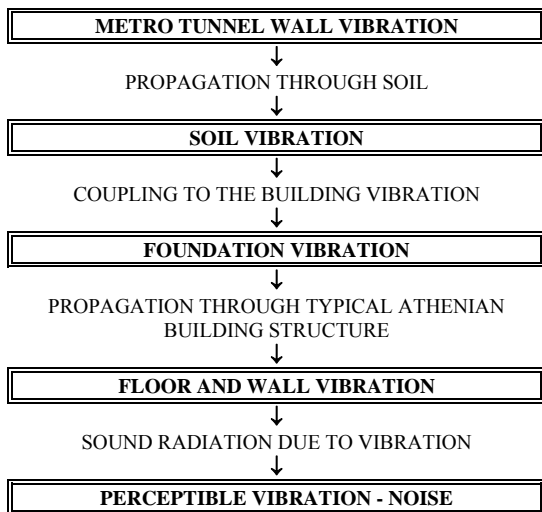 METRO TUNNEL WALL VIBRATION
PROPAGATION THROUGH SOIL
SOIL VIBRATION
COUPLING TO THE BUILDING VIBRATION
FOUNDATION VIBRATION
PROPAGATION THROUGH TYPICAL ATHENIAN
BUILDING STRUCTURE
FLOOR AND WALL VIBRATION
SOUND RADIATION DUE TO VIBRATION
PERCEPTIBLE VIBRATION - NOISE